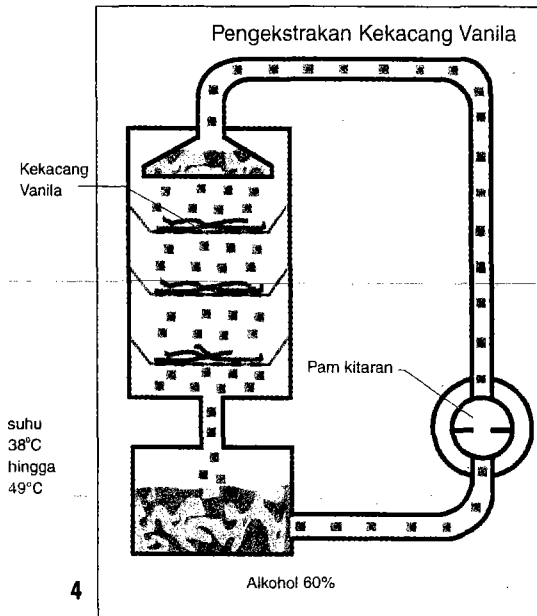 Pengekstrakan Kekacang Vanila
Kekacang
Vanila
Pam kitaran
suhu
38°C
hingga
49°C
Alkohol 60%
4